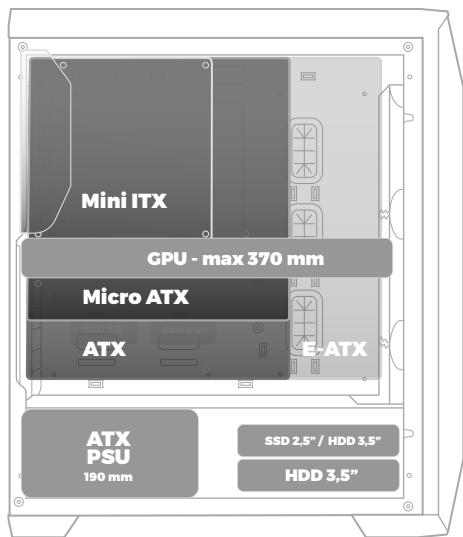 Mini ITX
GPU - max 370 mm
Micro ATX
ATX
E-ATX
ATX
PSU
190 mm
SSD 2,5” / HDD 3,5”
HDD 3,5”